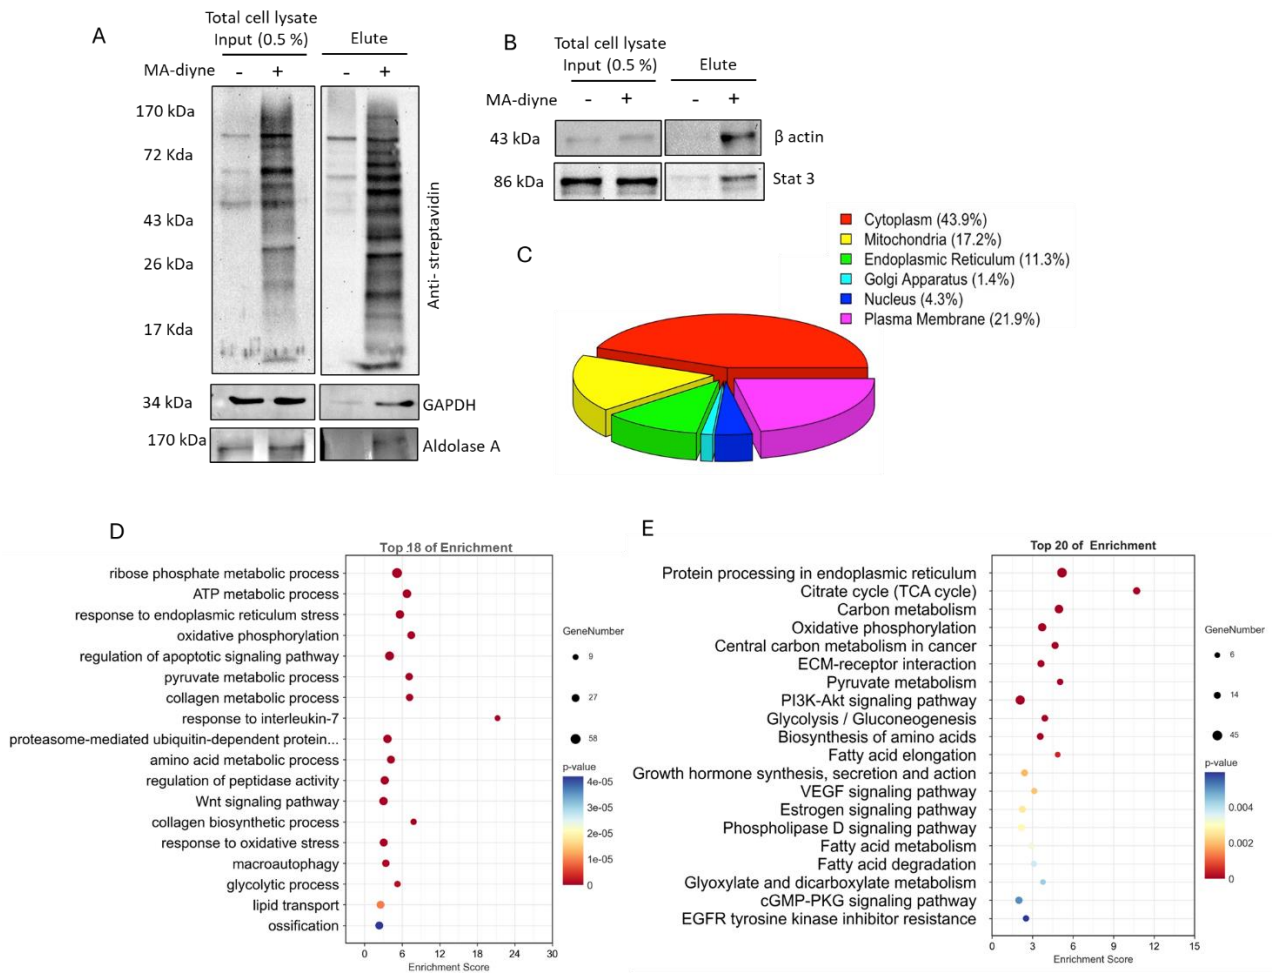 A
Total cell lysate
Input (0.5 %)
Elute
MA-diyne
-
+
-
+
170 kDa
72 Kda
43 kDa
26 kDa
17 Kda
Anti- streptavidin
34 kDa
GAPDH
170 kDa
Aldolase A
B
Total cell lysate
Input (0.5 %)
Elute
MA-diyne
-
+
-
+
43 kDa
β actin
86 kDa
Stat 3
C
Cytoplasm (43.9%)
Mitochondria (17.2%)
Endoplasmic Reticulum (11.3%)
Golgi Apparatus (1.4%)
Nucleus (4.3%)
Plasma Membrane (21.9%)
D
Top 18 of Enrichment
ribose phosphate metabolic process
ATP metabolic process
response to endoplasmic reticulum stress
oxidative phosphorylation
regulation of apoptotic signaling pathway
pyruvate metabolic process
collagen metabolic process
response to interleukin-7
proteasome-mediated ubiquitin-dependent protein...
amino acid metabolic process
regulation of peptidase activity
Wnt signaling pathway
collagen biosynthetic process
response to oxidative stress
macroautophagy
glycolytic process
lipid transport
ossification
0 6 12 18 24 30
Enrichment Score
GeneNumber
9
27
58
p-value
4e-05
3e-05
2e-05
1e-05
0
E
Top 20 of Enrichment
Protein processing in endoplasmic reticulum
Citrate cycle (TCA cycle)
Carbon metabolism
Oxidative phosphorylation
Central carbon metabolism in cancer
ECM-receptor interaction
Pyruvate metabolism
PI3K-Akt signaling pathway
Glycolysis / Gluconeogenesis
Biosynthesis of amino acids
Fatty acid elongation
Growth hormone synthesis, secretion and action
VEGF signaling pathway
Estrogen signaling pathway
Phospholipase D signaling pathway
Fatty acid metabolism
Fatty acid degradation
Glyoxylate and dicarboxylate metabolism
cGMP-PKG signaling pathway
EGFR tyrosine kinase inhibitor resistance
0 3 6 9 12 15
Enrichment Score
GeneNumber
6
14
45
p-value
0.004
0.002
0